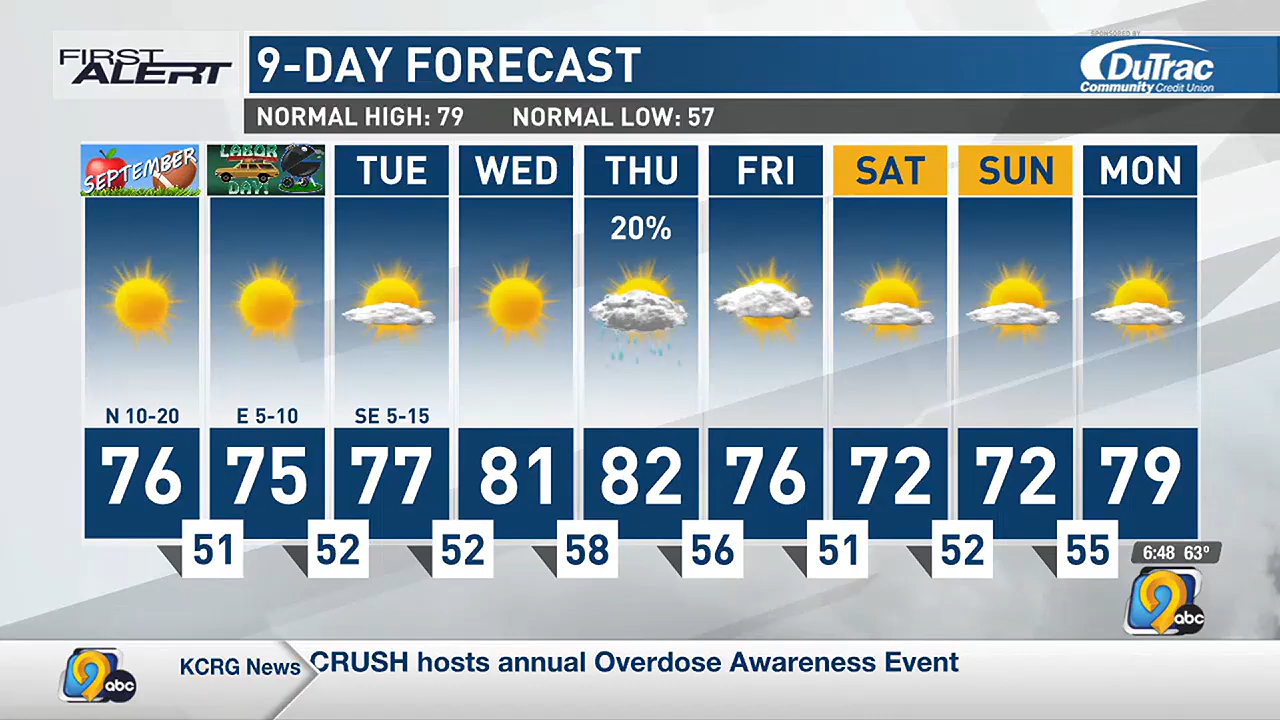 SPONSORED BY
FIRST ALERT
9-DAY FORECAST
DuTrac
Community Credit Union
NORMAL HIGH: 79 NORMAL LOW: 57
SEPTEMBER LABOR DAY! TUE WED THU FRI SAT SUN MON
20%
N 10-20 E 5-10 SE 5-15
76 75 77 81 82 76 72 72 79
51 52 52 58 56 51 52 55
6:48 63°
9 abc
9 abc KCRG News CRUSH hosts annual Overdose Awareness Event